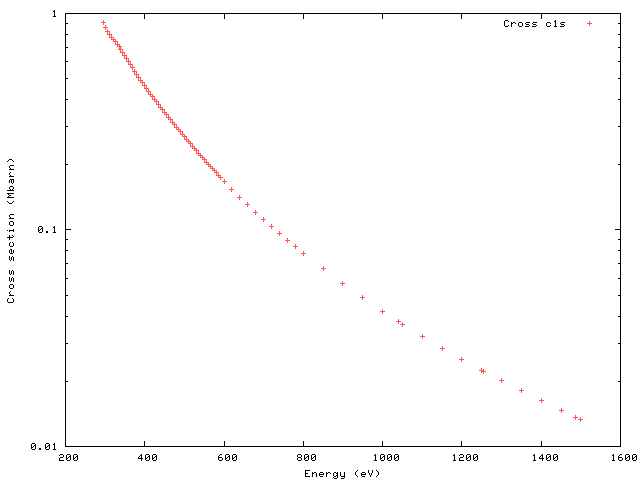 1
Cross c1s
0.1
Cross section (Mbarn)
0.01
200 400 600 800 1000 1200 1400 1600
Energy (eV)